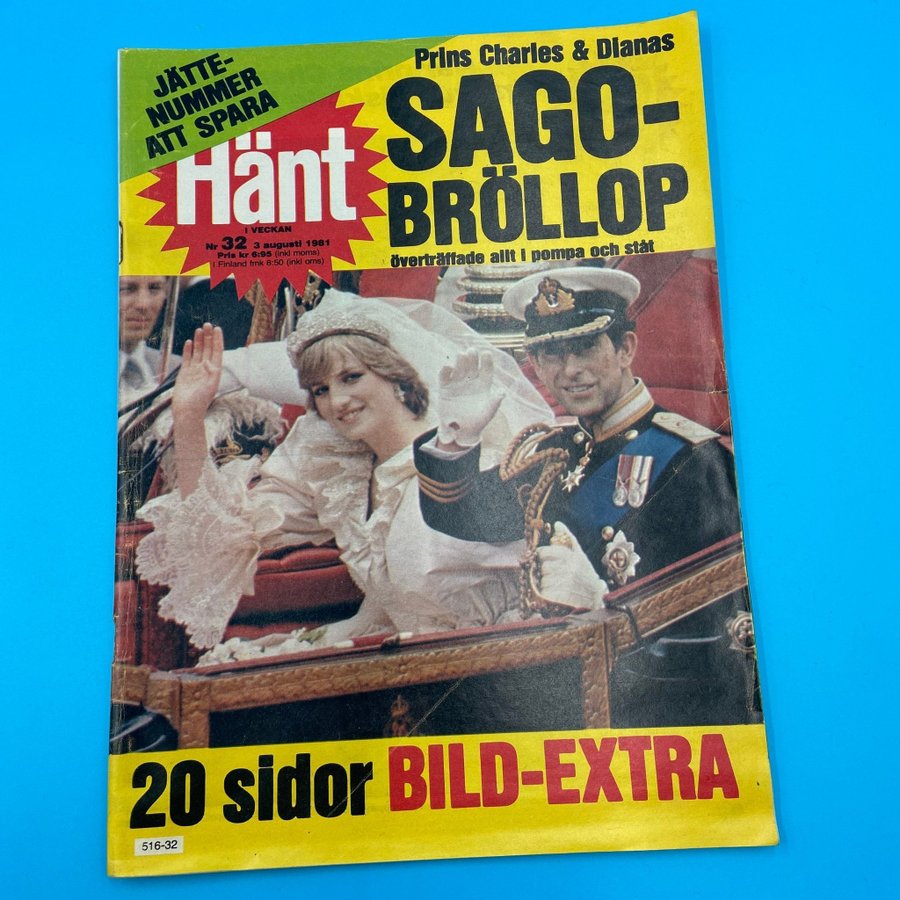 JÄTTE-
NUMMER
ATT SPARA
Prins Charles & Dianas
SAGO-
BRÖLLOP
överträffade allt i pompa och ståt
Hänt
I VECKAN
Nr 32 3 augusti 1981
Pris kr 6:95 (inkl moms)
I Finland fmk 8:50 (inkl oms)
20 sidor BILD-EXTRA
516-32